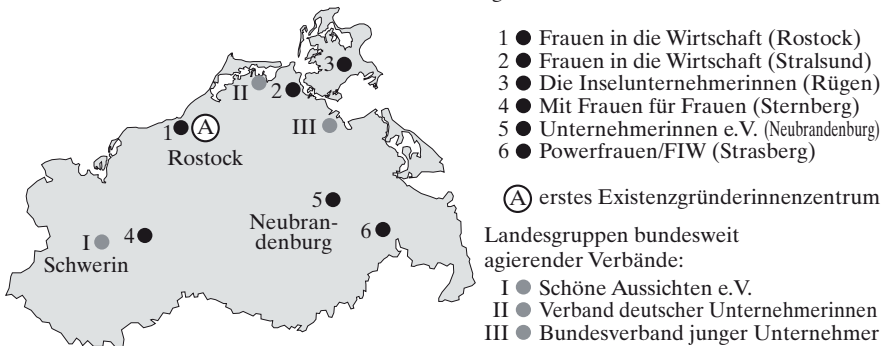 1 ● Frauen in die Wirtschaft (Rostock)
2 ● Frauen in die Wirtschaft (Stralsund)
3 ● Die Inselunternehmerinnen (Rügen)
4 ● Mit Frauen für Frauen (Sternberg)
5 ● Unternehmerinnen e.V. (Neubrandenburg)
6 ● Powerfrauen/FIW (Strasberg)
Ⓐ erstes Existenzgründerinnenzentrum
Landesgruppen bundesweit
agierender Verbände:
I ● Schöne Aussichten e.V.
II ● Verband deutscher Unternehmerinnen
III ● Bundesverband junger Unternehmer
3
II
2
1 Ⓐ
III
Rostock
5
Neubran-
denburg
6
I
4
Schwerin